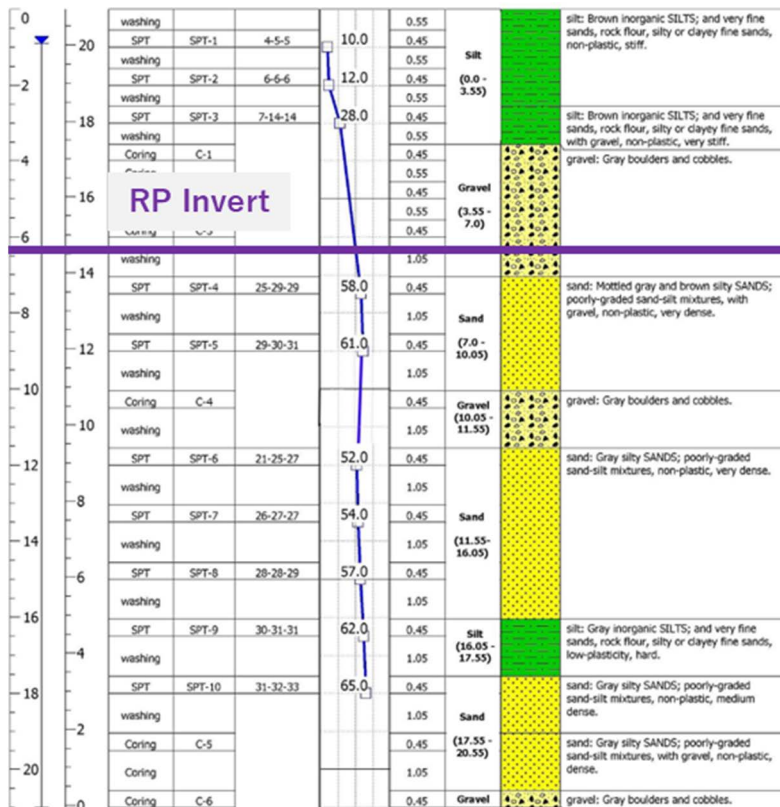 0
2
4
6
8
10
12
14
16
18
20
20
18
16
14
12
10
8
6
4
2
washing 0.55
SPT SPT-1 4-5-5 10.0 0.45
washing 0.55
SPT SPT-2 6-6-6 12.0 0.45
washing 0.55
SPT SPT-3 7-14-14 28.0 0.45
washing 0.55
Coring C-1 0.45
0.55
0.45
0.55
0.45
RP Invert
washing 1.05
SPT SPT-4 25-29-29 58.0 0.45
washing 1.05
SPT SPT-5 29-30-31 61.0 0.45
washing 1.05
Coring C-4 0.45
washing 1.05
SPT SPT-6 21-25-27 52.0 0.45
washing 1.05
SPT SPT-7 26-27-27 54.0 0.45
washing 1.05
SPT SPT-8 28-28-29 57.0 0.45
washing 1.05
SPT SPT-9 30-31-31 62.0 0.45
washing 1.05
SPT SPT-10 31-32-33 65.0 0.45
washing 1.05
Coring C-5 0.45
Coring 1.05
Coring C-6 0.45
Silt
(0.0 -
3.55)
Gravel
(3.55 -
7.0)
Sand
(7.0 -
10.05)
Gravel
(10.05 -
11.55)
Sand
(11.55-
16.05)
Silt
(16.05 -
17.55)
Sand
(17.55 -
20.55)
Gravel
silt: Brown inorganic SILTS; and very fine
sands, rock flour, silty or clayey fine sands,
non-plastic, stiff.
silt: Brown inorganic SILTS; and very fine
sands, rock flour, silty or clayey fine sands,
with gravel, non-plastic, very stiff.
gravel: Gray boulders and cobbles.
sand: Mottled gray and brown silty SANDS;
poorly-graded sand-silt mixtures, with
gravel, non-plastic, very dense.
gravel: Gray boulders and cobbles.
sand: Gray silty SANDS; poorly-graded
sand-silt mixtures, non-plastic, very dense.
silt: Gray inorganic SILTS; and very fine
sands, rock flour, silty or clayey fine sands,
low-plasticity, hard.
sand: Gray silty SANDS; poorly-graded
sand-silt mixtures, non-plastic, medium
dense.
sand: Gray silty SANDS; poorly-graded
sand-silt mixtures, with gravel, non-plastic,
dense.
gravel: Gray boulders and cobbles.